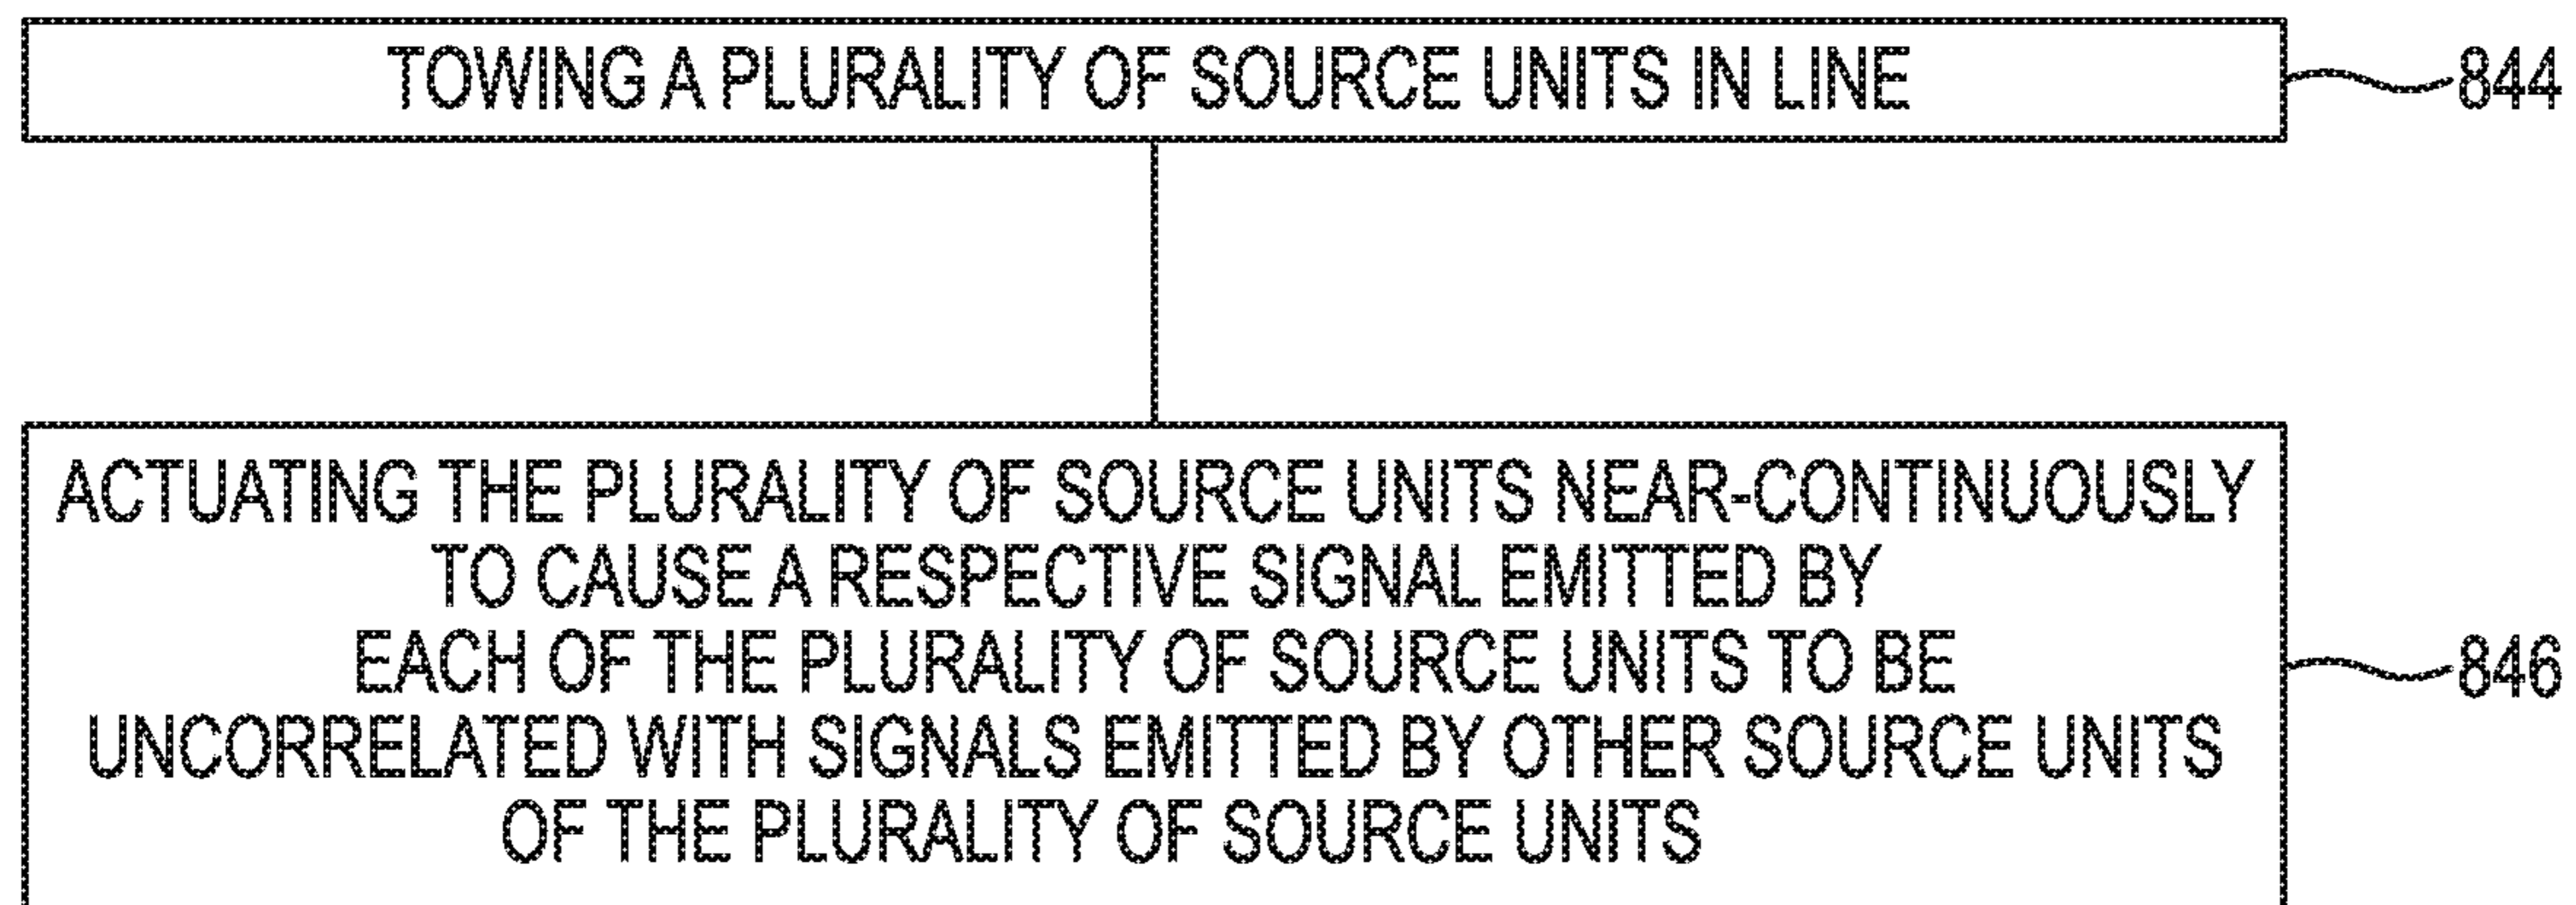 TOWING A PLURALITY OF SOURCE UNITS IN LINE
844
ACTUATING THE PLURALITY OF SOURCE UNITS NEAR-CONTINUOUSLY
TO CAUSE A RESPECTIVE SIGNAL EMITTED BY
EACH OF THE PLURALITY OF SOURCE UNITS TO BE
UNCORRELATED WITH SIGNALS EMITTED BY OTHER SOURCE UNITS
OF THE PLURALITY OF SOURCE UNITS
846